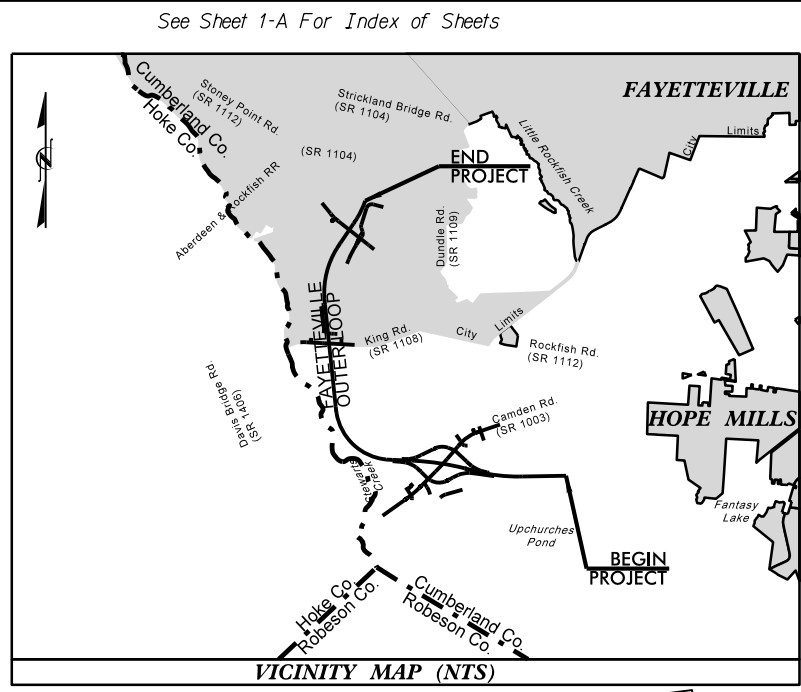 See Sheet 1-A For Index of Sheets
Cumberland Co.
Hoke Co.
Stoney Point Rd.
(SR 1112)
Strickland Bridge Rd.
(SR 1104)
FAYETTEVILLE
City Limits
Little Rockfish Creek
(SR 1104)
END
PROJECT
Aberdeen & Rockfish RR
Dundle Rd.
(SR 1109)
FAYETTEVILLE
OUTER LOOP
King Rd.
(SR 1108)
City Limits
Rockfish Rd.
(SR 1112)
Davis Bridge Rd.
(SR 1406)
Camden Rd.
(SR 1003)
HOPE MILLS
Stewarts
Creek
Fantasy
Lake
Upchurches
Pond
BEGIN
PROJECT
Hoke Co.
Robeson Co.
Cumberland Co.
Robeson Co.
VICINITY MAP (NTS)